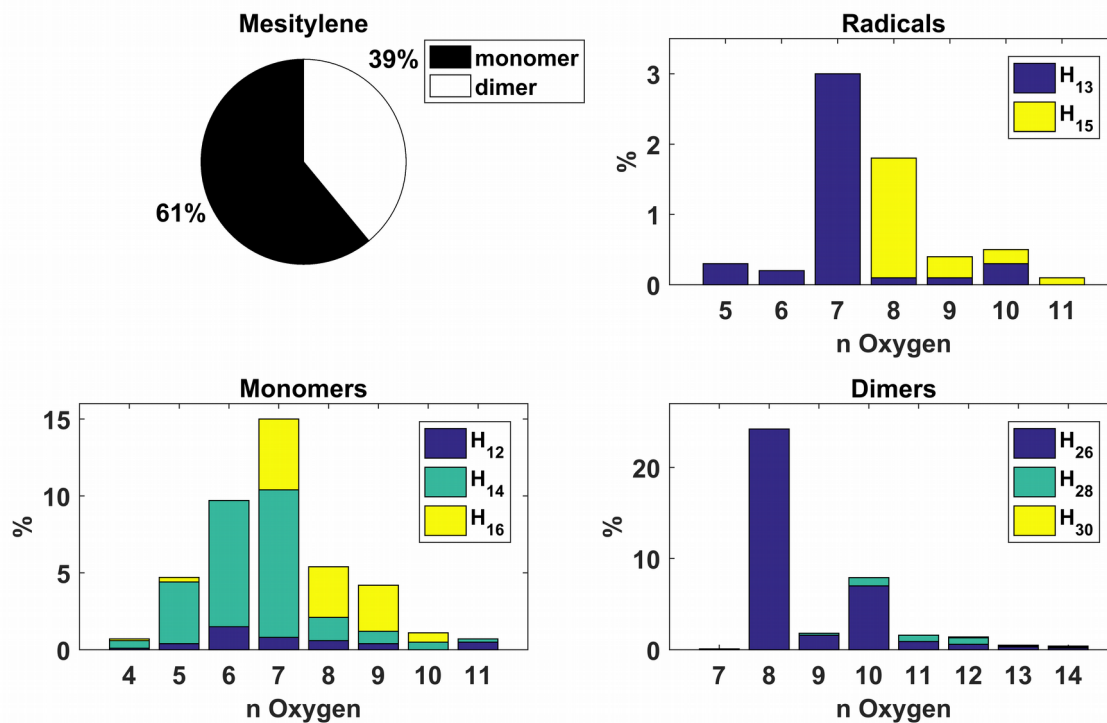 Mesitylene
39%
61%
monomer
dimer
Radicals
%
3
2
1
0
5 6 7 8 9 10 11
n Oxygen
H₁₃
H₁₅
Monomers
%
15
10
5
0
4 5 6 7 8 9 10 11
n Oxygen
H₁₂
H₁₄
H₁₆
Dimers
%
20
10
0
7 8 9 10 11 12 13 14
n Oxygen
H₂₆
H₂₈
H₃₀